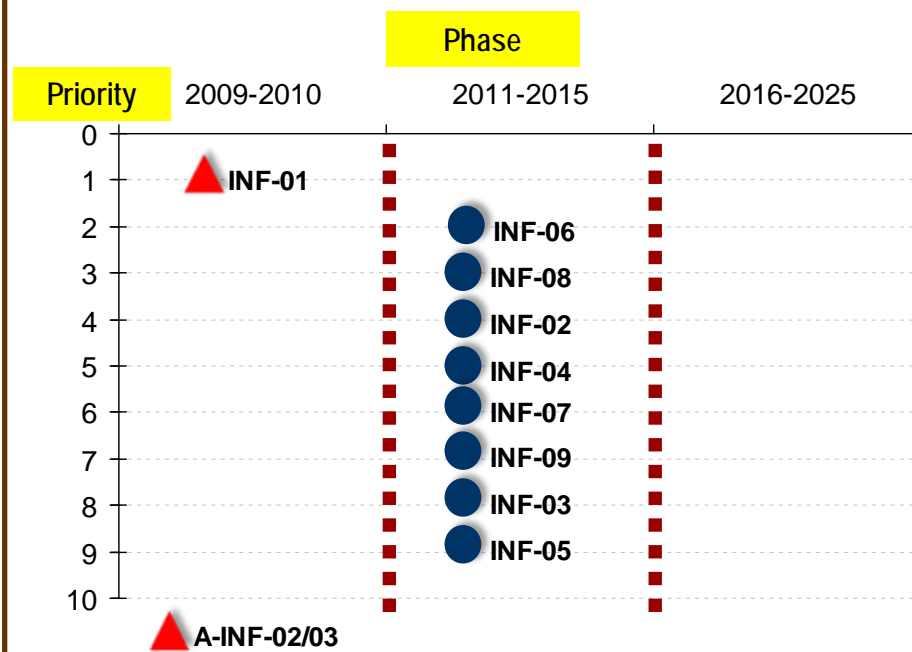 Phase
Priority 2009-2010 2011-2015 2016-2025
0
1 INF-01
2 INF-06
3 INF-08
4 INF-02
5 INF-04
6 INF-07
7 INF-09
8 INF-03
9 INF-05
10
A-INF-02/03